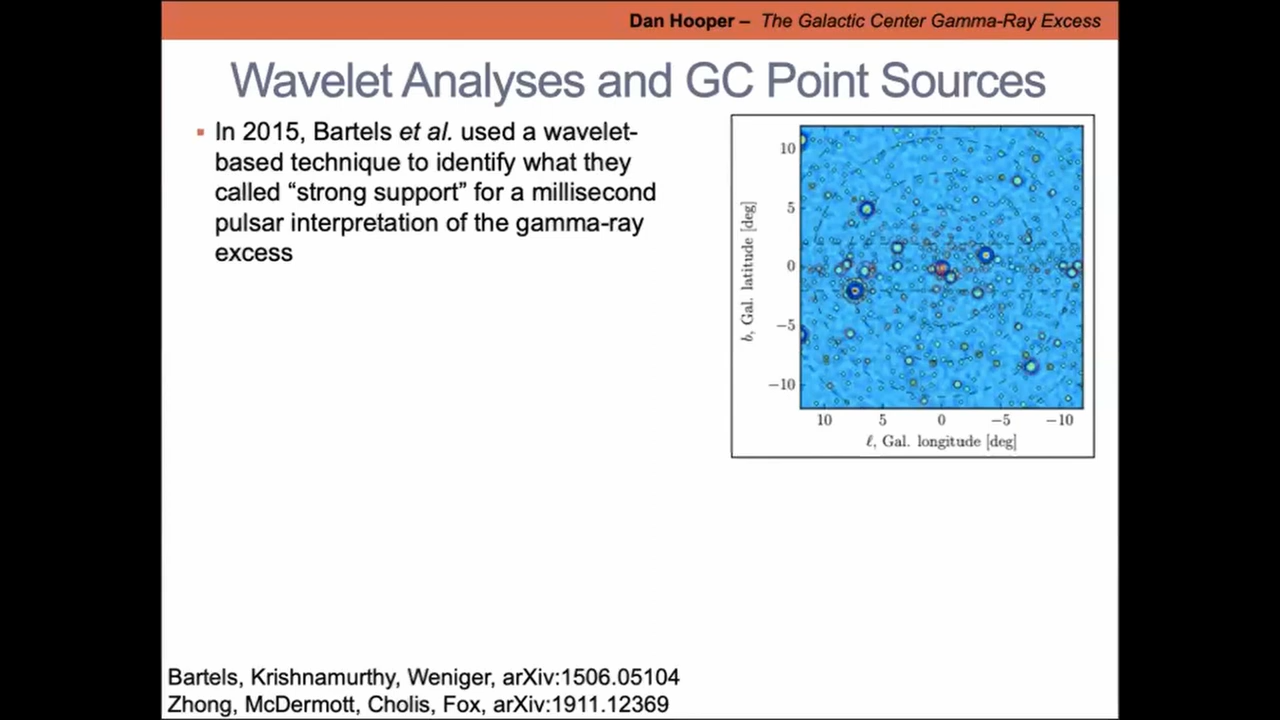 Dan Hooper – The Galactic Center Gamma-Ray Excess
Wavelet Analyses and GC Point Sources
▪ In 2015, Bartels et al. used a wavelet-
based technique to identify what they
called “strong support” for a millisecond
pulsar interpretation of the gamma-ray
excess
b, Gal. latitude [deg]
10
5
0
−5
−10
10 5 0 −5 −10
ℓ, Gal. longitude [deg]
Bartels, Krishnamurthy, Weniger, arXiv:1506.05104
Zhong, McDermott, Cholis, Fox, arXiv:1911.12369